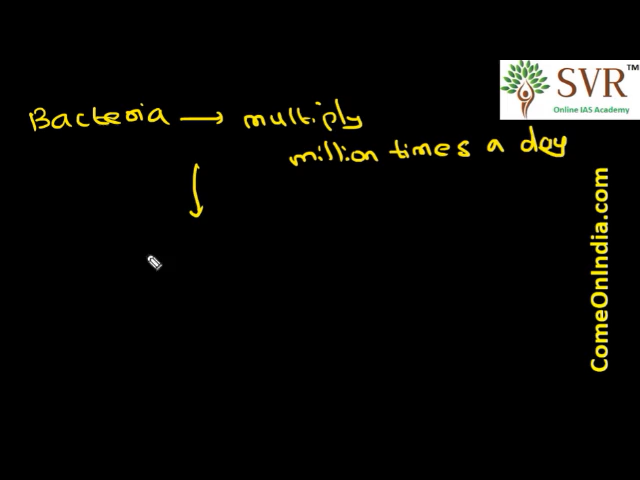 SVR™
Online IAS Academy
Bacteria → multiply
million times a day
ComeOnIndia.com